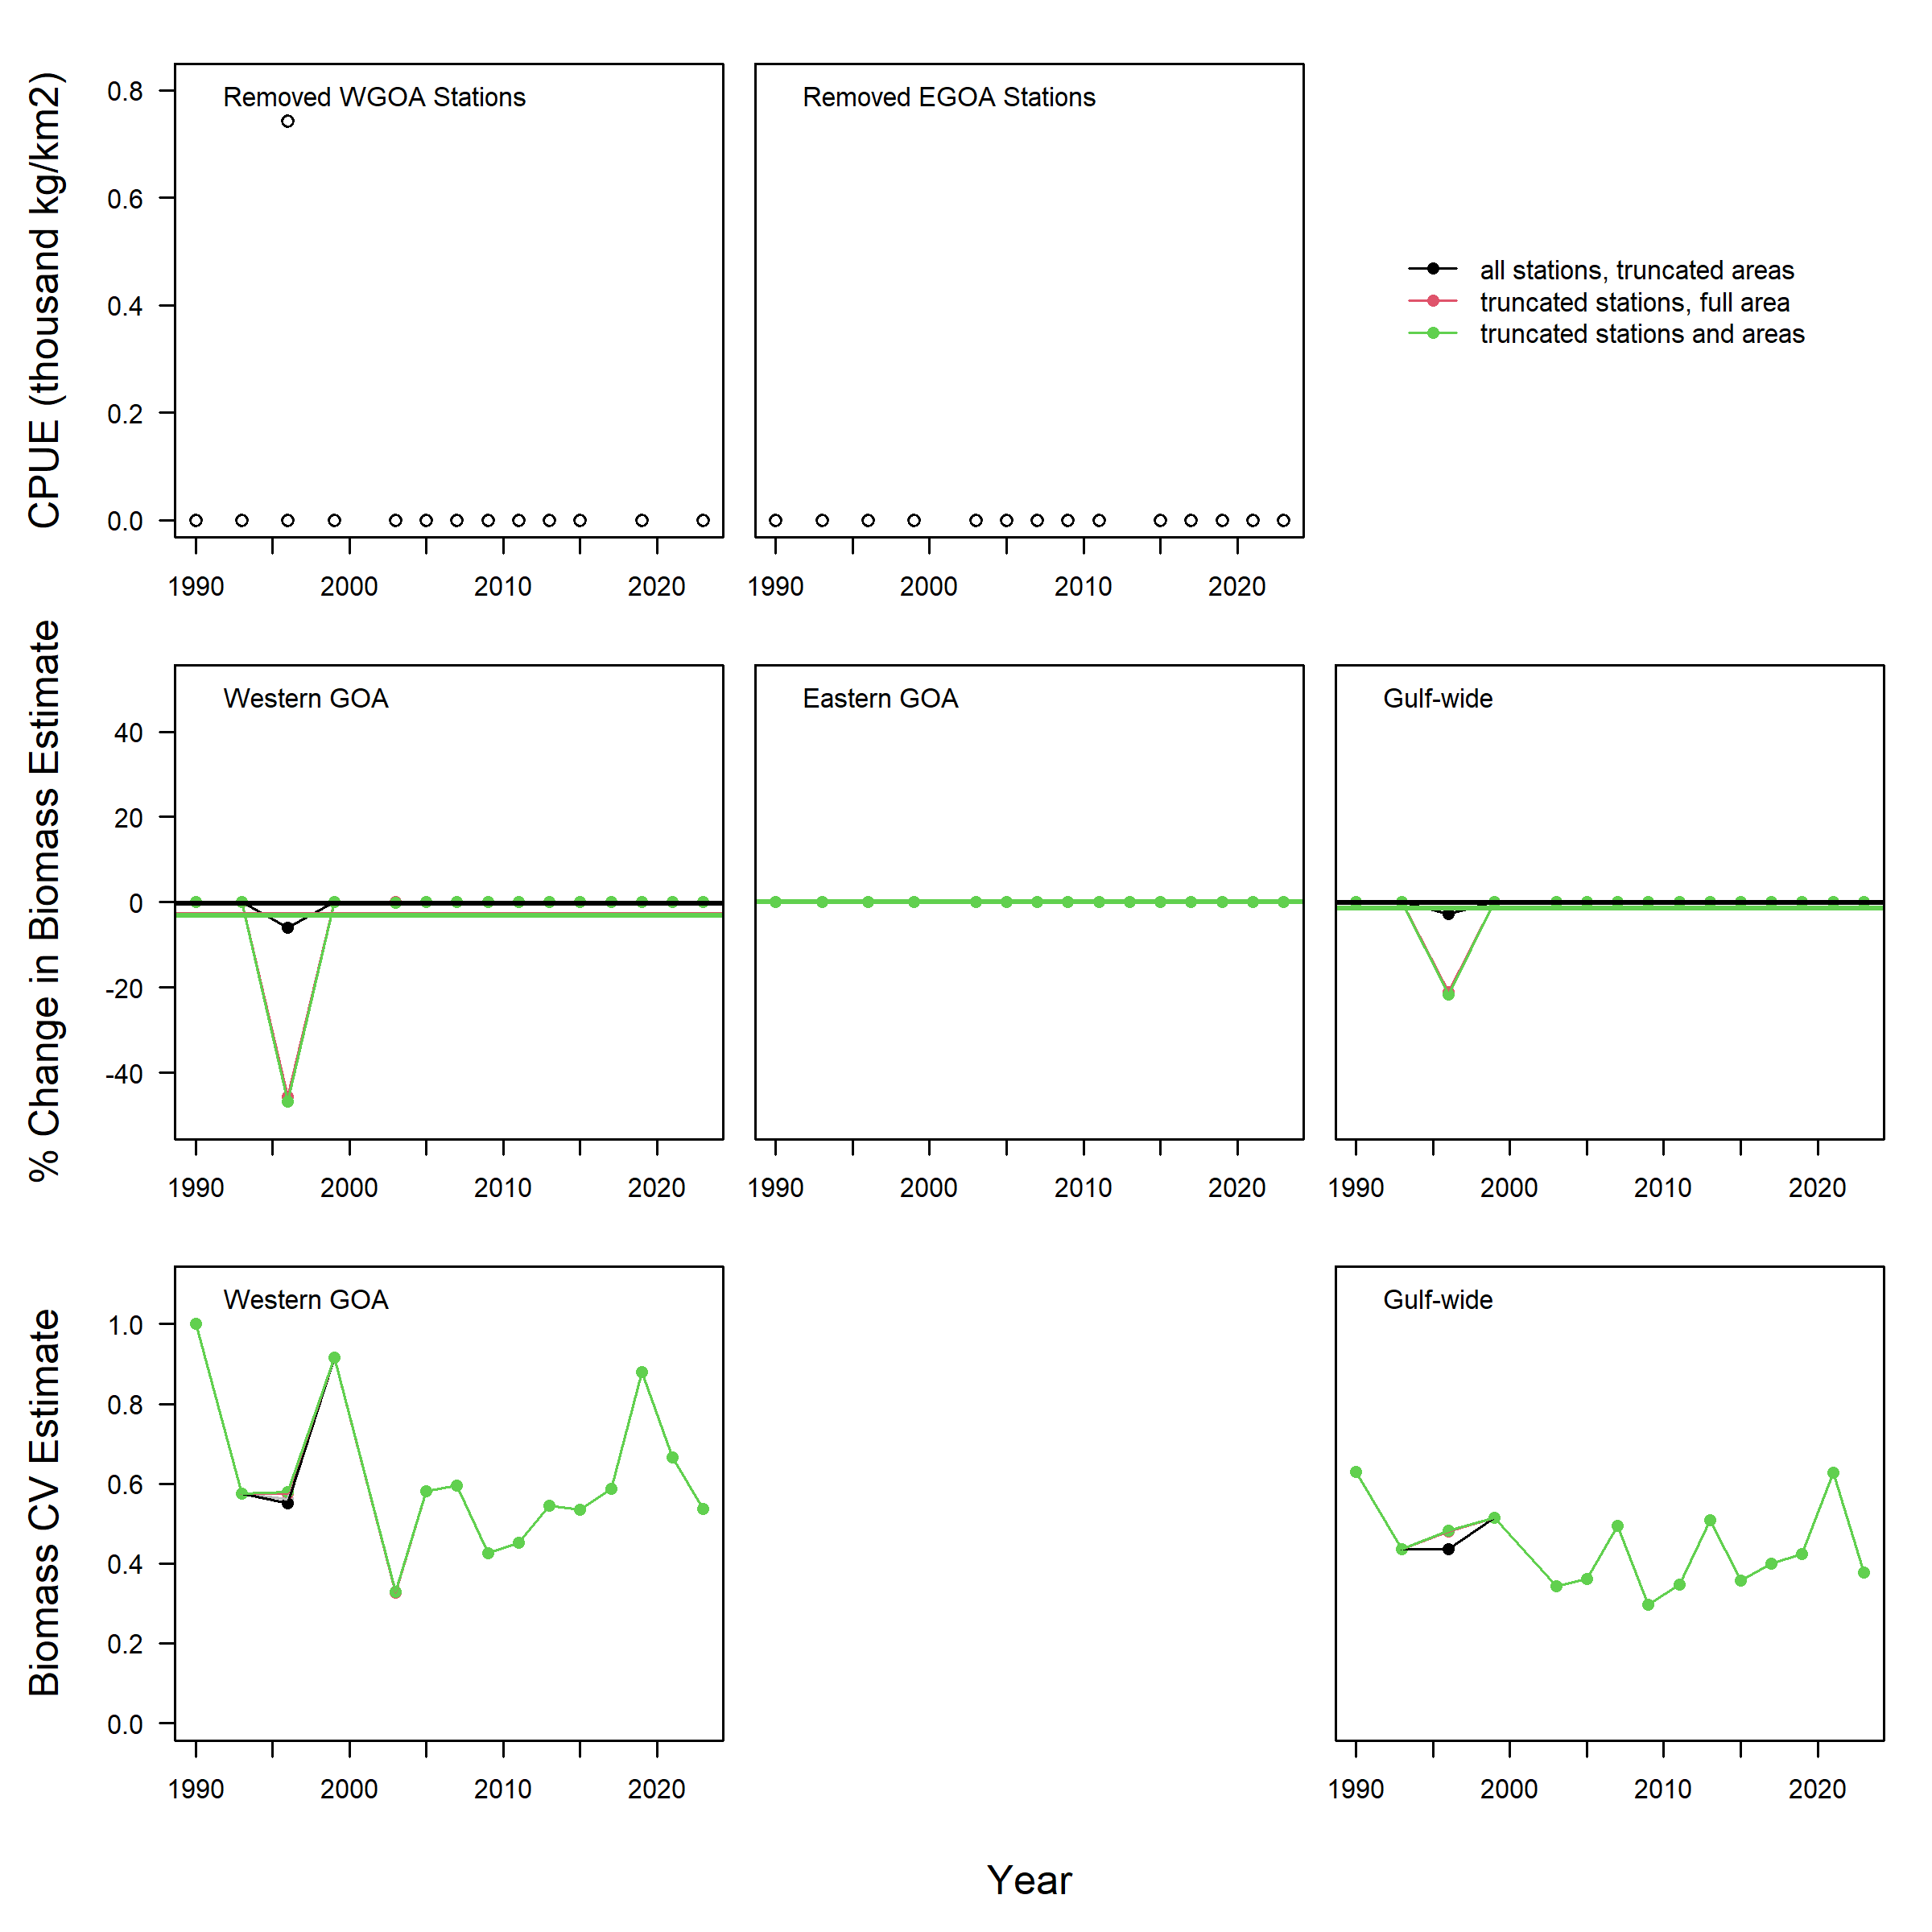 CPUE (thousand kg/km2)
0.8
0.6
0.4
0.2
0.0
Removed WGOA Stations
1990 2000 2010 2020
Removed EGOA Stations
1990 2000 2010 2020
all stations, truncated areas
truncated stations, full area
truncated stations and areas
% Change in Biomass Estimate
40
20
0
-20
-40
Western GOA
1990 2000 2010 2020
Eastern GOA
1990 2000 2010 2020
Gulf-wide
1990 2000 2010 2020
Biomass CV Estimate
1.0
0.8
0.6
0.4
0.2
0.0
Western GOA
1990 2000 2010 2020
Gulf-wide
1990 2000 2010 2020
Year